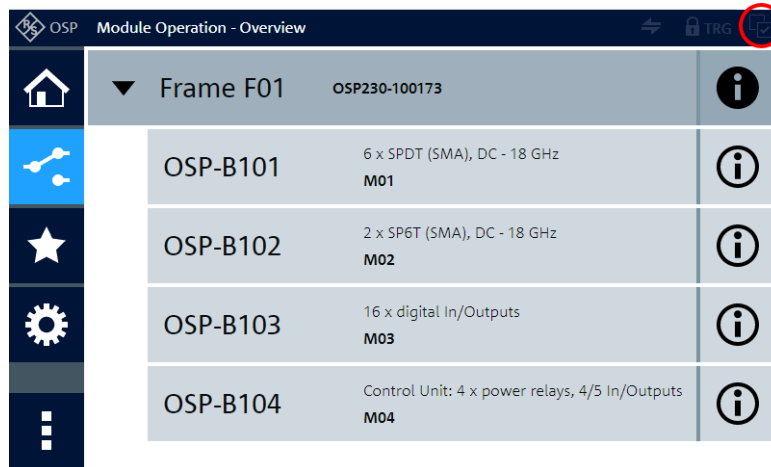 R&S OSP Module Operation - Overview TRG
Frame F01 OSP230-100173
OSP-B101 6 x SPDT (SMA), DC - 18 GHz
M01
OSP-B102 2 x SP6T (SMA), DC - 18 GHz
M02
OSP-B103 16 x digital In/Outputs
M03
OSP-B104 Control Unit: 4 x power relays, 4/5 In/Outputs
M04